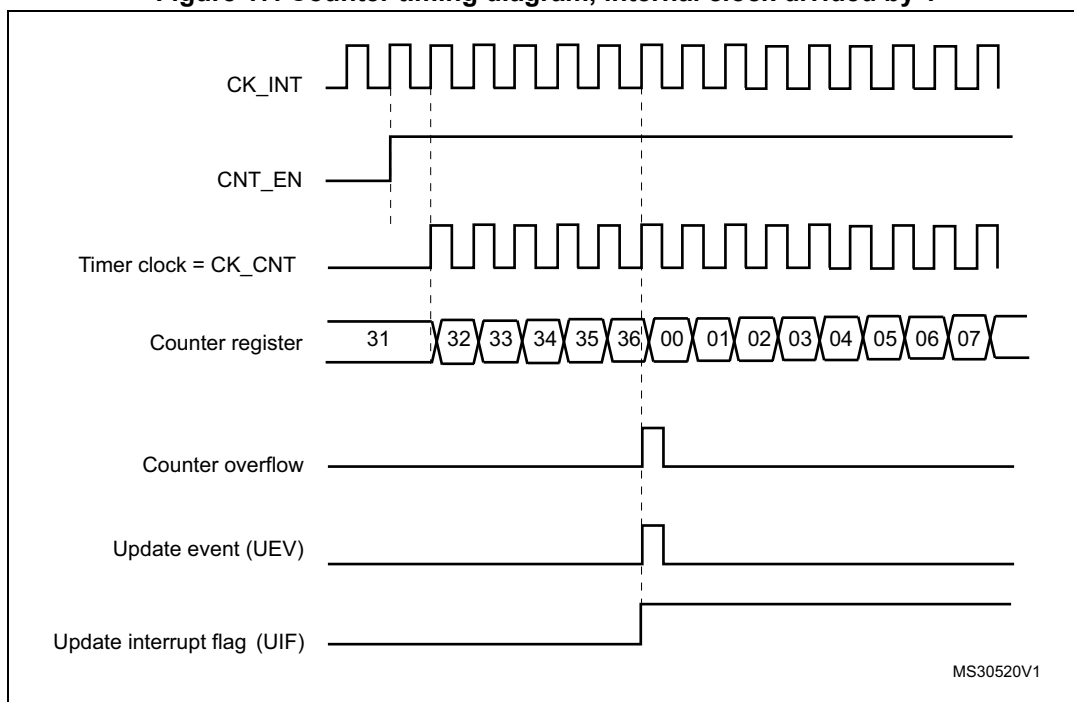 CK_INT
CNT_EN
Timer clock = CK_CNT
Counter register 31 32 33 34 35 36 00 01 02 03 04 05 06 07
Counter overflow
Update event (UEV)
Update interrupt flag (UIF)
MS30520V1